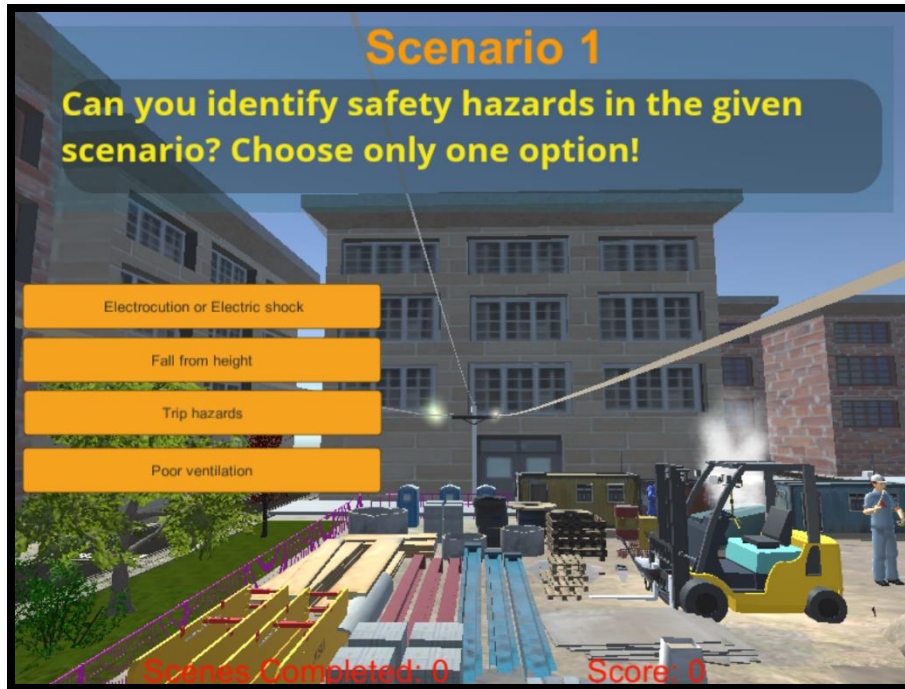 Scenario 1
Can you identify safety hazards in the given
scenario? Choose only one option!
Electrocution or Electric shock
Fall from height
Trip hazards
Poor ventilation
Scenes Completed: 0
Score: 0